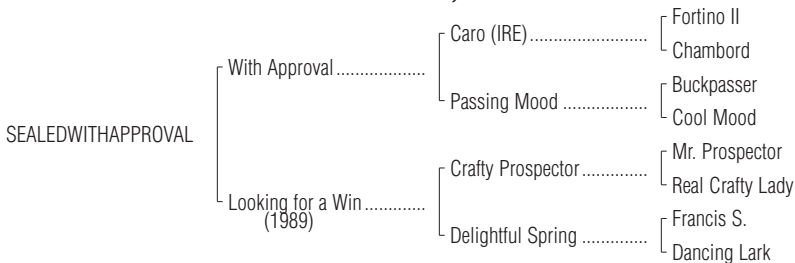 Fortino II
Caro (IRE)
Chambord
With Approval
Buckpasser
Passing Mood
Cool Mood
SEALEDWITHAPPROVAL
Mr. Prospector
Crafty Prospector
Real Crafty Lady
Looking for a Win
(1989)
Francis S.
Delightful Spring
Dancing Lark